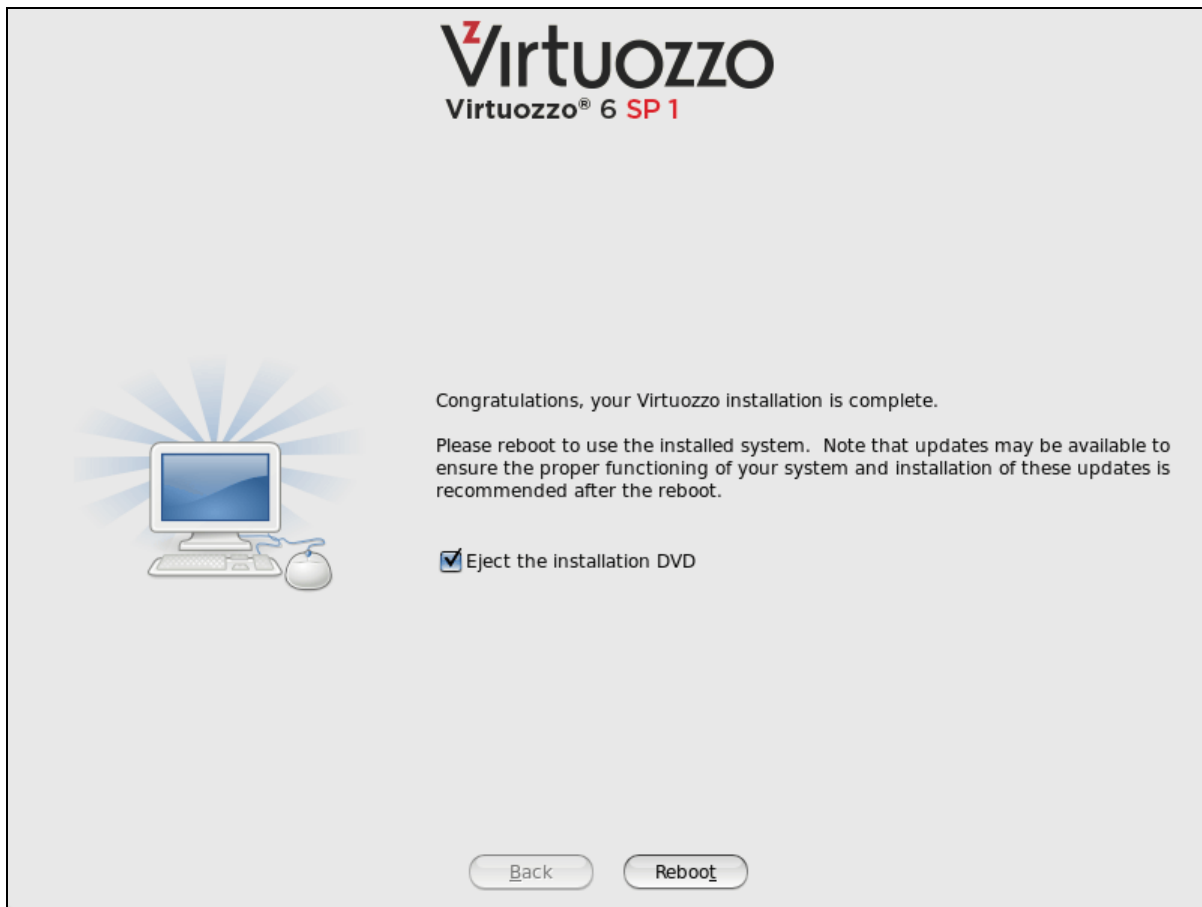 Virtuozzo
Virtuozzo® 6 SP 1
Congratulations, your Virtuozzo installation is complete.
Please reboot to use the installed system.  Note that updates may be available to
ensure the proper functioning of your system and installation of these updates is
recommended after the reboot.
Eject the installation DVD
Back
Reboot